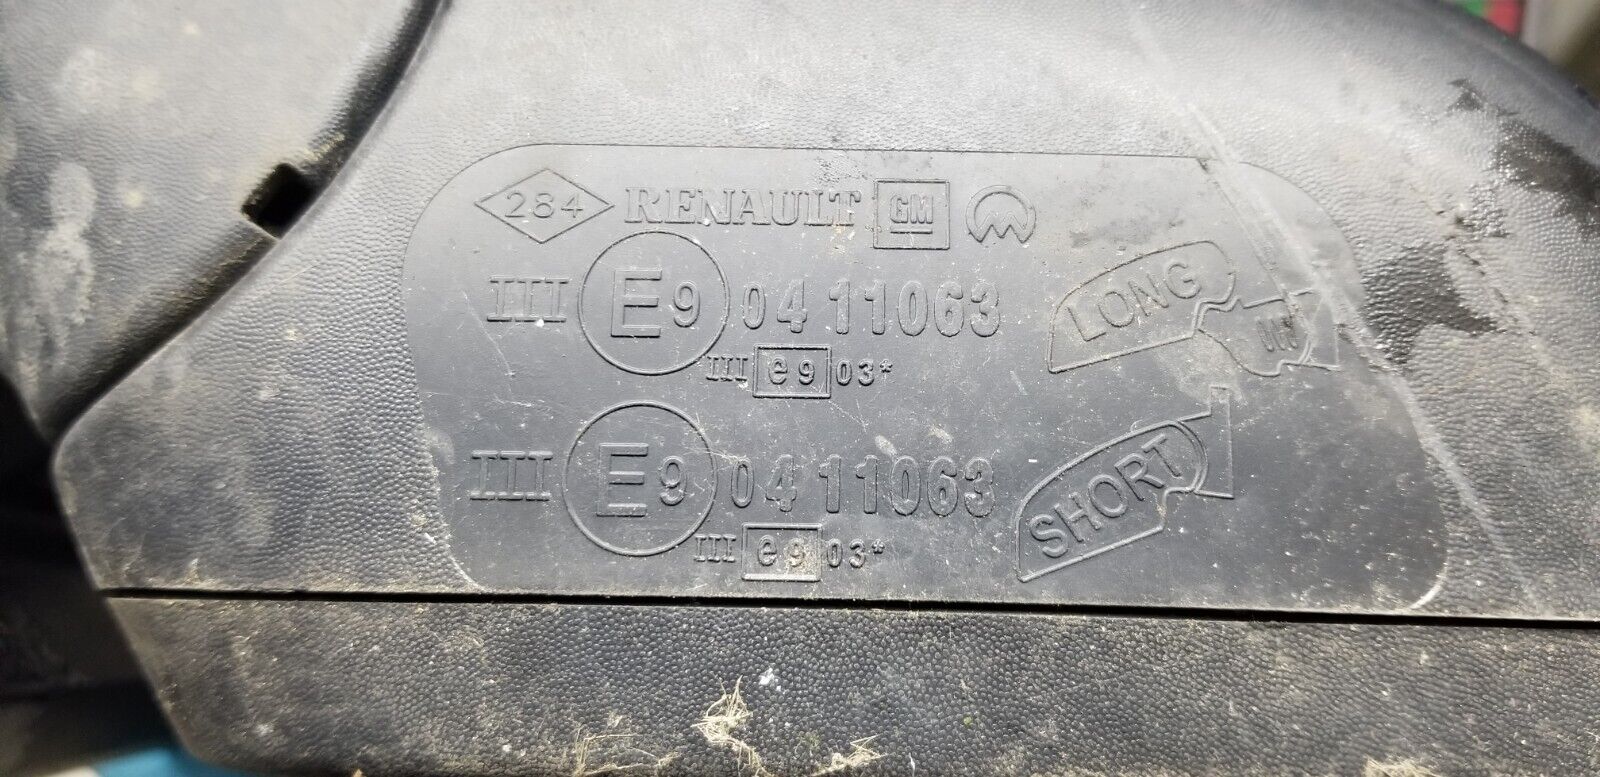 284 RENAULT GM
III E9 04 11063
III e9 03*
LONG
III E9 04 11063
III e9 03*
SHORT